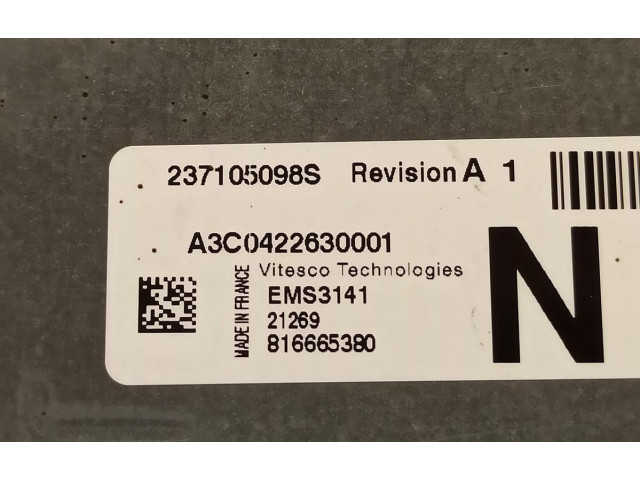 237105098S Revision A 1
A3C0422630001
MADE IN FRANCE
Vitesco Technologies
EMS3141
21269
816665380
N